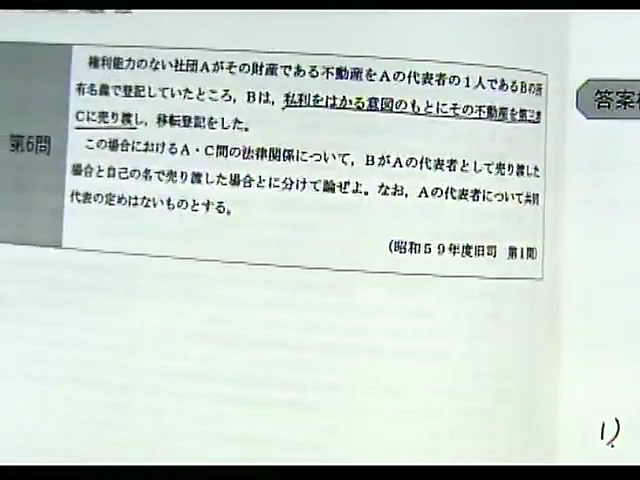 権利能力のない社団Aがその財産である不動産をAの代表者の1人であるBの所
有名義で登記していたところ，Bは，私利をはかる意図のもとにその不動産を第三者
Cに売り渡し，移転登記をした。
この場合におけるA・C間の法律関係について，BがAの代表者として売り渡した
場合と自己の名で売り渡した場合とに分けて論ぜよ。なお，Aの代表者について共同
代表の定めはないものとする。
(昭和59年度旧司 第1問)
第6問
答案
1)